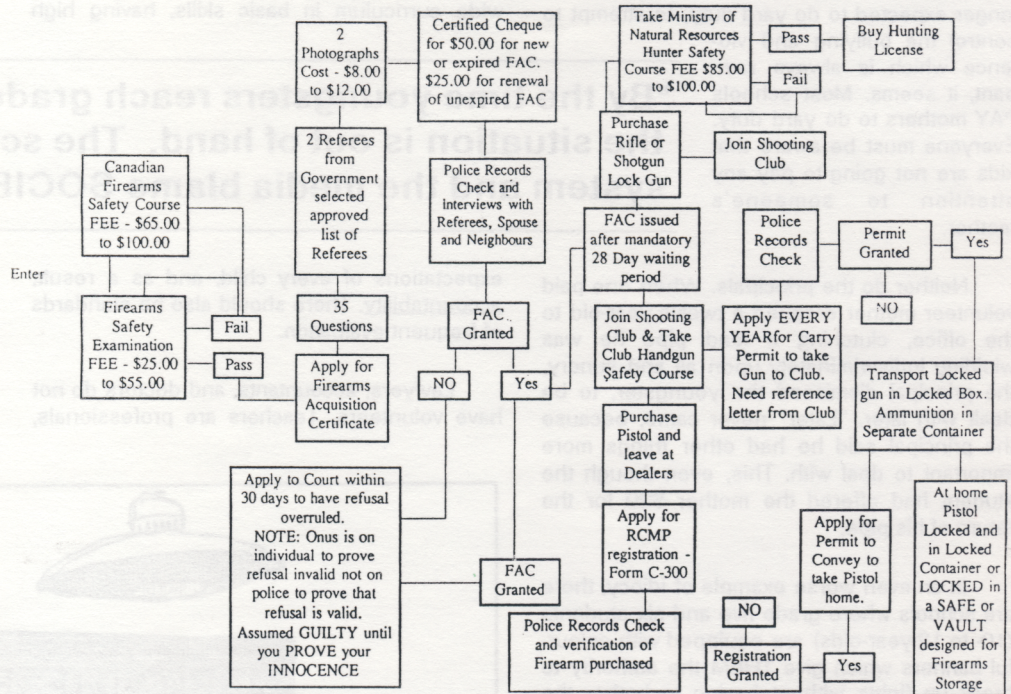 Enter
Canadian
Firearms
Safety Course
FEE - $65.00
to $100.00
Firearms
Safety
Examination
FEE - $25.00
to $55.00
Fail
Pass
2
Photographs
Cost - $8.00
to $12.00
2 Referees
from
Government
selected
approved
list of
Referees
35
Questions
Apply for
Firearms
Acquisition
Certificate
Certified Cheque
for $50.00 for new
or expired FAC.
$25.00 for renewal
of unexpired FAC
Police Records
Check and
interviews with
Referees, Spouse
and Neighbours
FAC
Granted
NO
Yes
Apply to Court within
30 days to have refusal
overruled.
NOTE: Onus is on
individual to prove
refusal invalid not on
police to prove that
refusal is valid.
Assumed GUILTY until
you PROVE your
INNOCENCE
FAC
Granted
Take Ministry of
Natural Resources
Hunter Safety
Course FEE $85.00
to $100.00
Pass
Fail
Buy Hunting
License
Purchase
Rifle or
Shotgun
Lock Gun
Join Shooting
Club
FAC issued
after mandatory
28 Day waiting
period
Join Shooting
Club & Take
Club Handgun
Safety Course
Purchase
Pistol and
leave at
Dealers
Apply for
RCMP
registration -
Form C-300
Police Records Check
and verification of
Firearm purchased
NO
Registration
Granted
Yes
Police
Records
Check
Permit
Granted
Yes
NO
Apply EVERY
YEAR for Carry
Permit to take
Gun to Club.
Need reference
letter from Club
Transport Hand-
gun in Locked Box.
Ammunition in
Separate Container
Apply for
Permit to
Convey to
take Pistol
home.
At home
Pistol
Locked and
in Locked
Container or
LOCKED in
a SAFE or
VAULT
designed for
Firearms
Storage